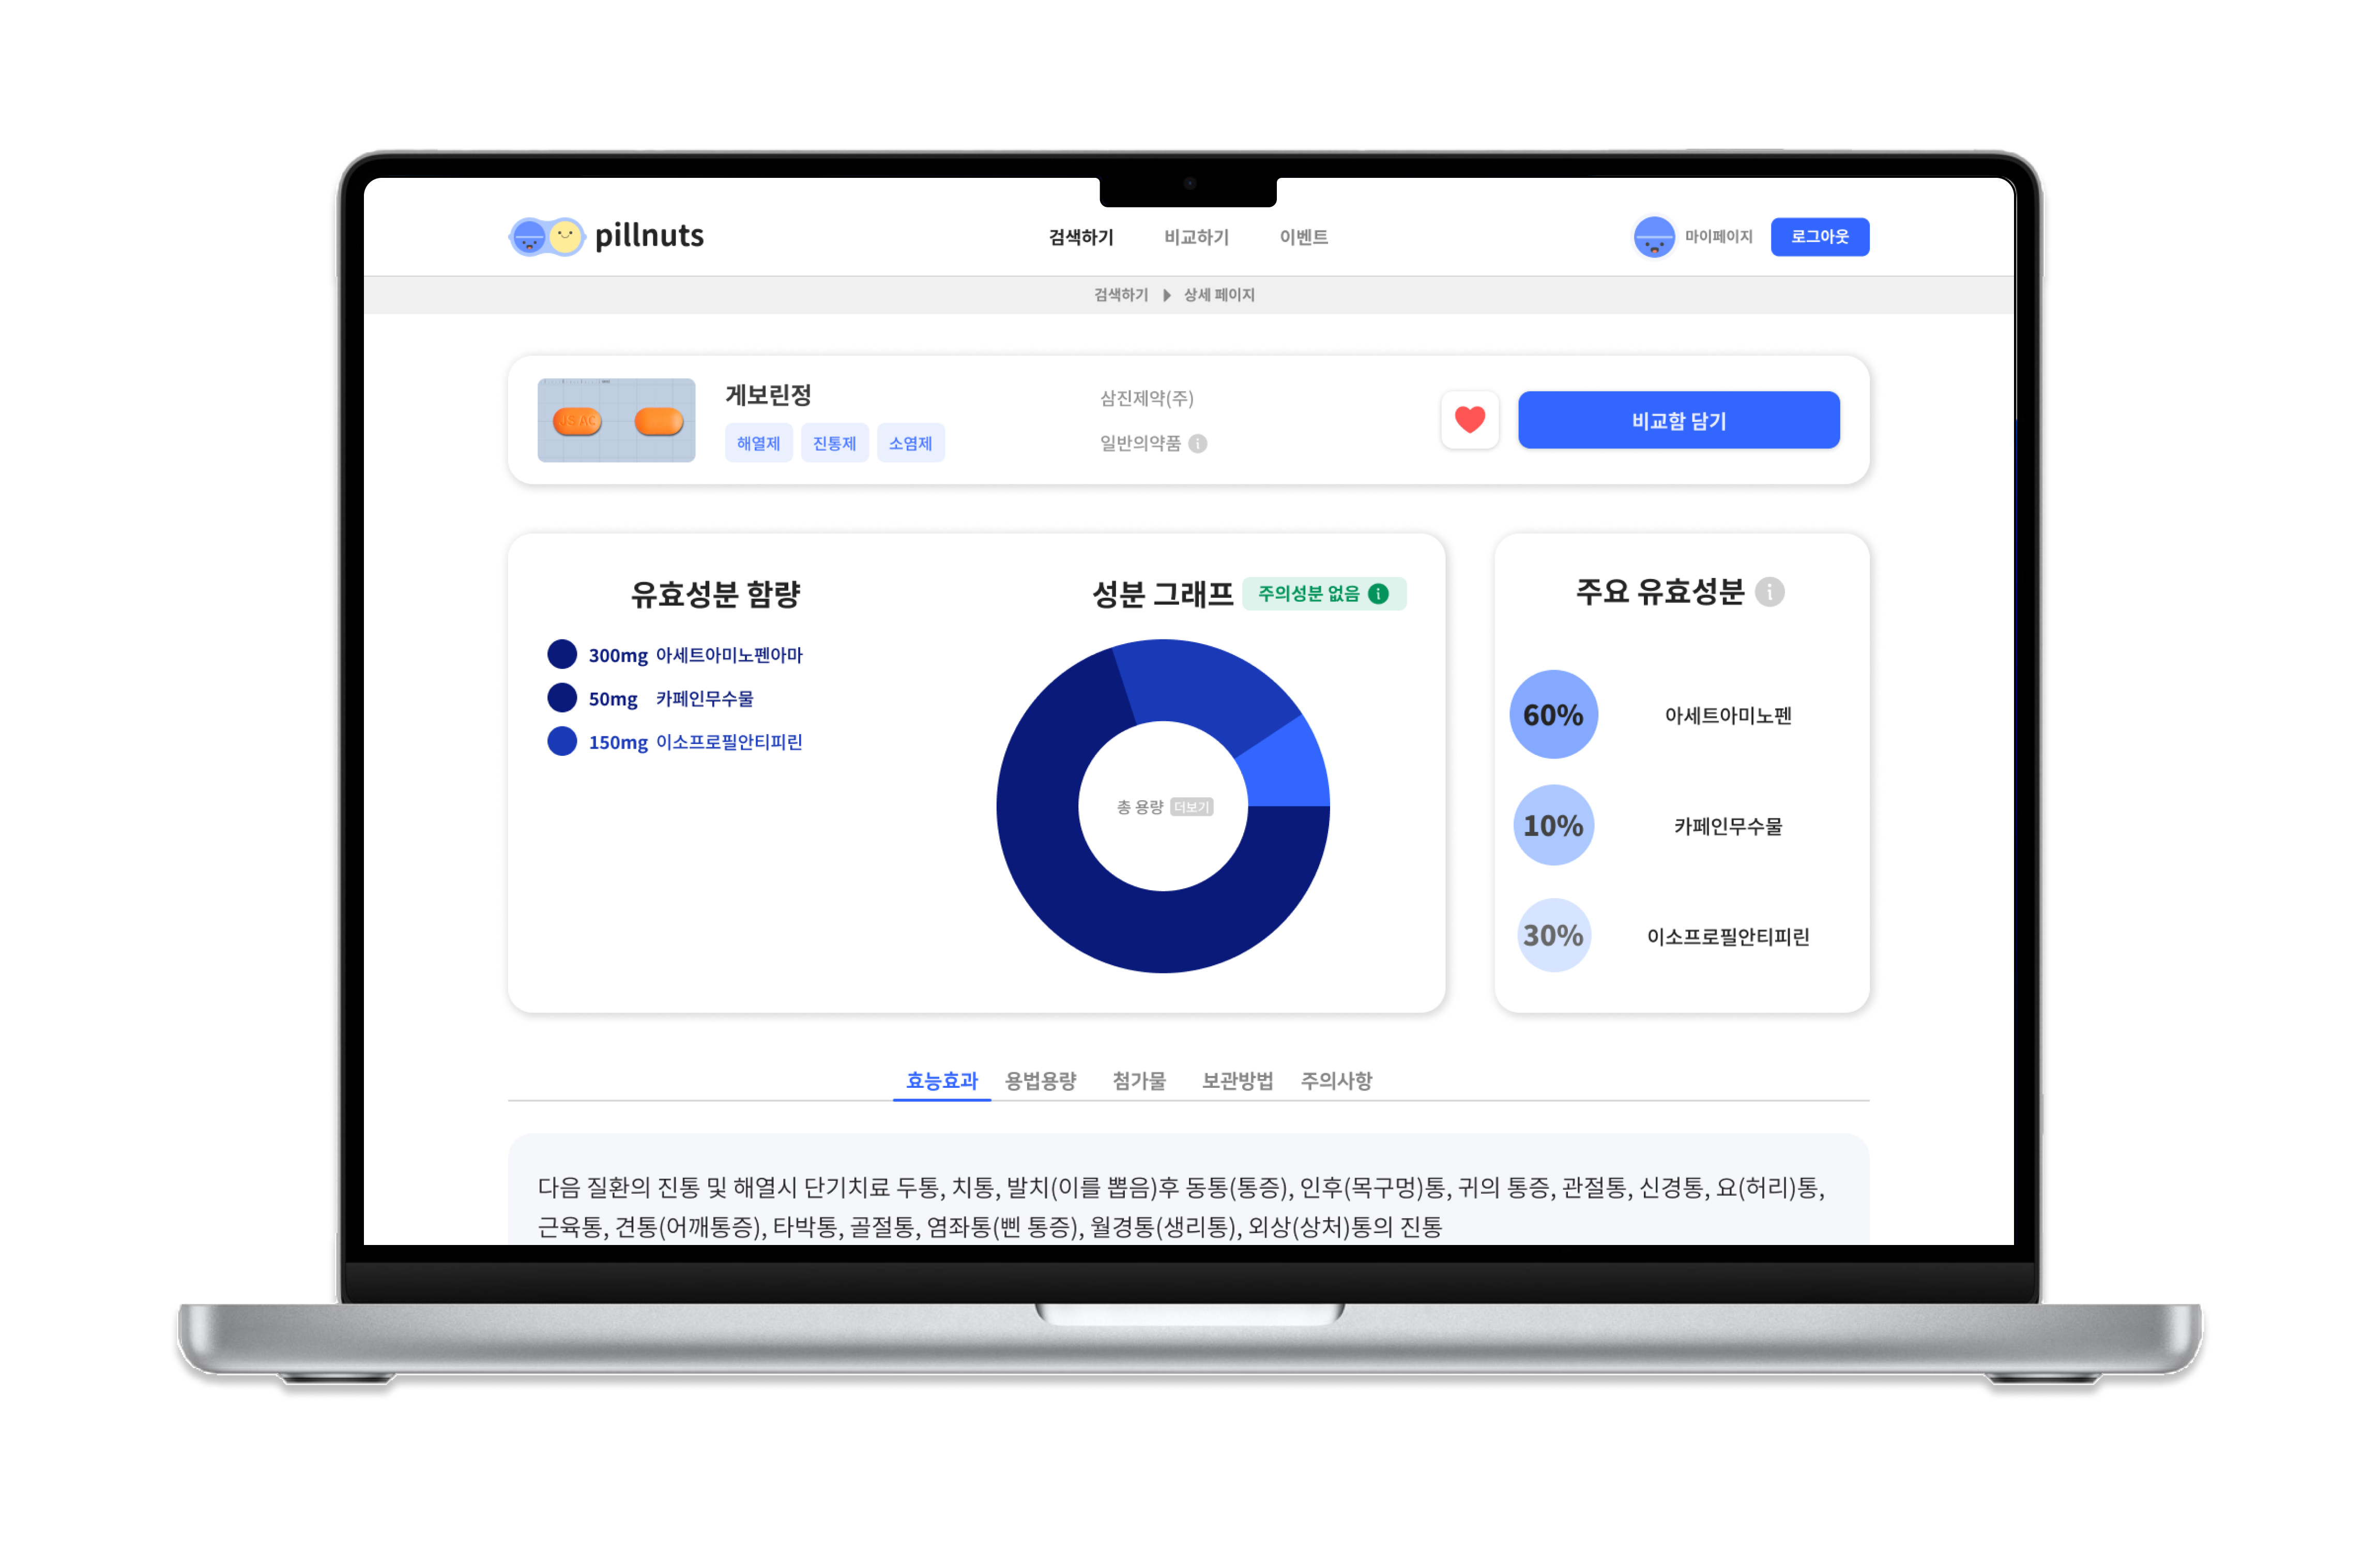 pillnuts
검색하기 비교하기 이벤트
마이페이지 로그아웃
검색하기 상세 페이지
게보린정
해열제 진통제 소염제
삼진제약(주)
일반의약품
비교함 담기
유효성분 함량
300mg 아세트아미노펜아마
50mg 카페인무수물
150mg 이소프로필안티피린
성분 그래프 주의성분 없음
총 용량 더보기
주요 유효성분
60% 아세트아미노펜
10% 카페인무수물
30% 이소프로필안티피린
효능효과 용법용량 첨가물 보관방법 주의사항
다음 질환의 진통 및 해열시 단기치료 두통, 치통, 발치(이를 뽑음)후 동통(통증), 인후(목구멍)통, 귀의 통증, 관절통, 신경통, 요(허리)통,
근육통, 견통(어깨통증), 타박통, 골절통, 염좌통(삔 통증), 월경통(생리통), 외상(상처)통의 진통